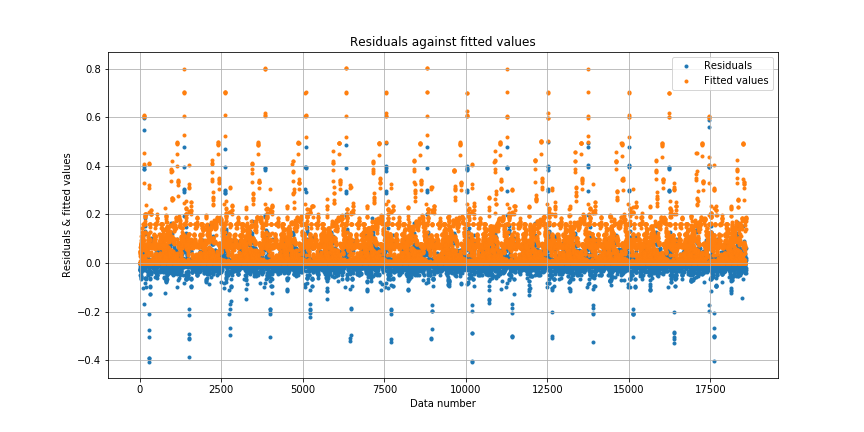 Residuals against fitted values
Residuals
Fitted values
0.8
0.6
0.4
0.2
0.0
−0.2
−0.4
Residuals & fitted values
0 2500 5000 7500 10000 12500 15000 17500
Data number